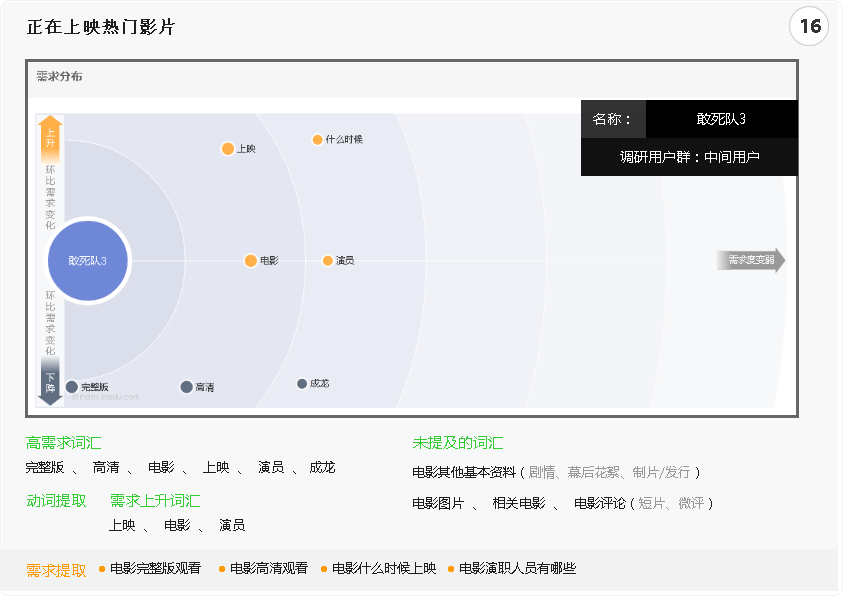 正在上映热门影片
16
需求分布
名称： 敢死队3
调研用户群：中间用户
上升
环比需求变化
上映
什么时候
敢死队3
电影
演员
需求度变弱
环比需求变化
下降
完整版
高清
成龙
@index.baidu.com
高需求词汇
完整版 、 高清 、 电影 、 上映 、 演员 、 成龙
动词提取 需求上升词汇
上映 、 电影 、 演员
未提及的词汇
电影其他基本资料（剧情、幕后花絮、制片/发行）
电影图片 、 相关电影 、 电影评论（短片、微评）
需求提取 • 电影完整版观看 • 电影高清观看 • 电影什么时候上映 • 电影演职人员有哪些